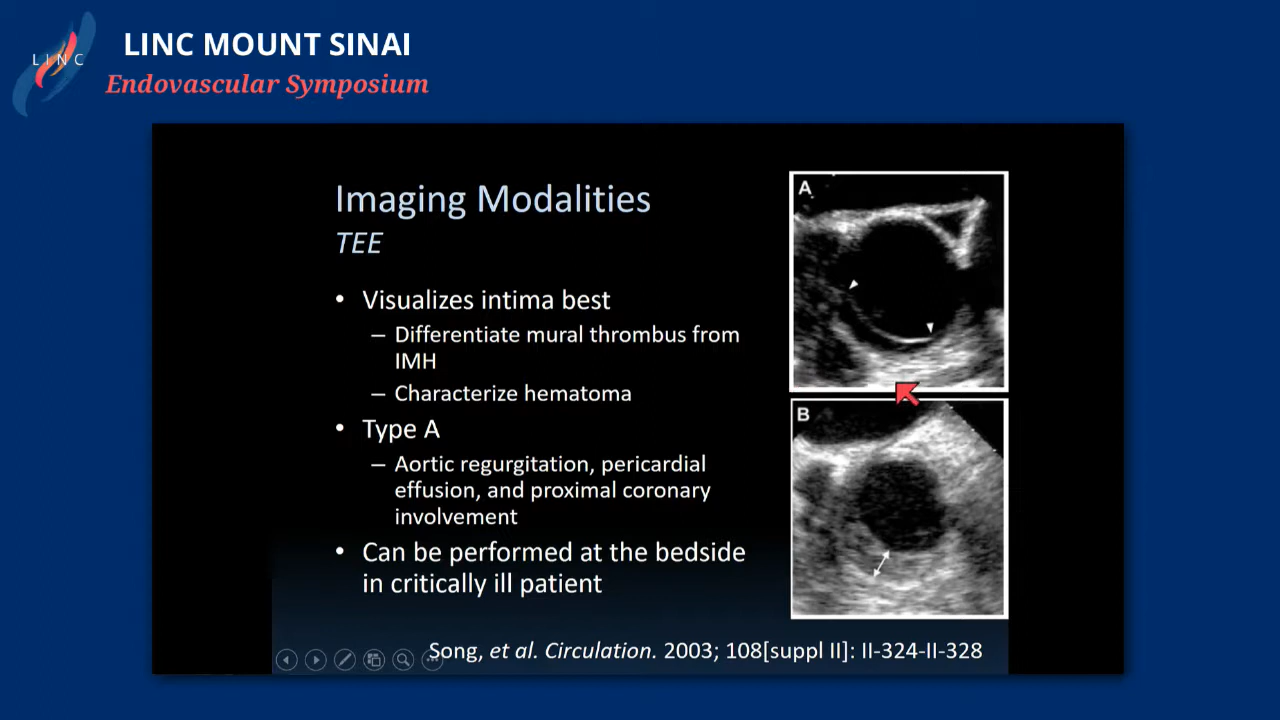 LINC
LINC MOUNT SINAI
Endovascular Symposium
Imaging Modalities
TEE
• Visualizes intima best
– Differentiate mural thrombus from
IMH
– Characterize hematoma
• Type A
– Aortic regurgitation, pericardial
effusion, and proximal coronary
involvement
• Can be performed at the bedside
in critically ill patient
A
B
Song, et al. Circulation. 2003; 108[suppl II]: II-324-II-328